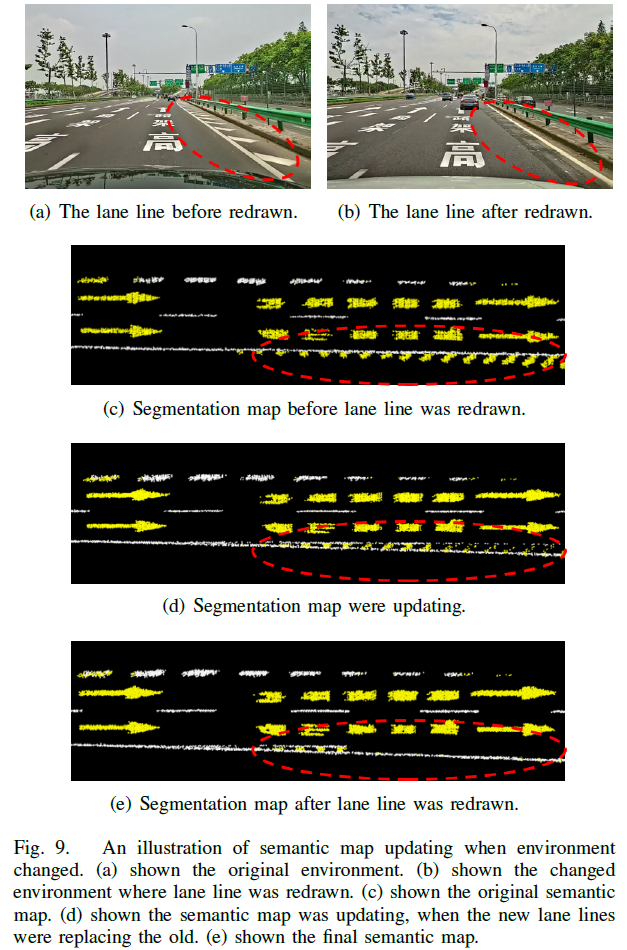 高
高
(a) The lane line before redrawn.
(b) The lane line after redrawn.
(c) Segmentation map before lane line was redrawn.
(d) Segmentation map were updating.
(e) Segmentation map after lane line was redrawn.
Fig. 9. An illustration of semantic map updating when environment
changed. (a) shown the original environment. (b) shown the changed
environment where lane line was redrawn. (c) shown the original semantic
map. (d) shown the semantic map was updating, when the new lane lines
were replacing the old. (e) shown the final semantic map.